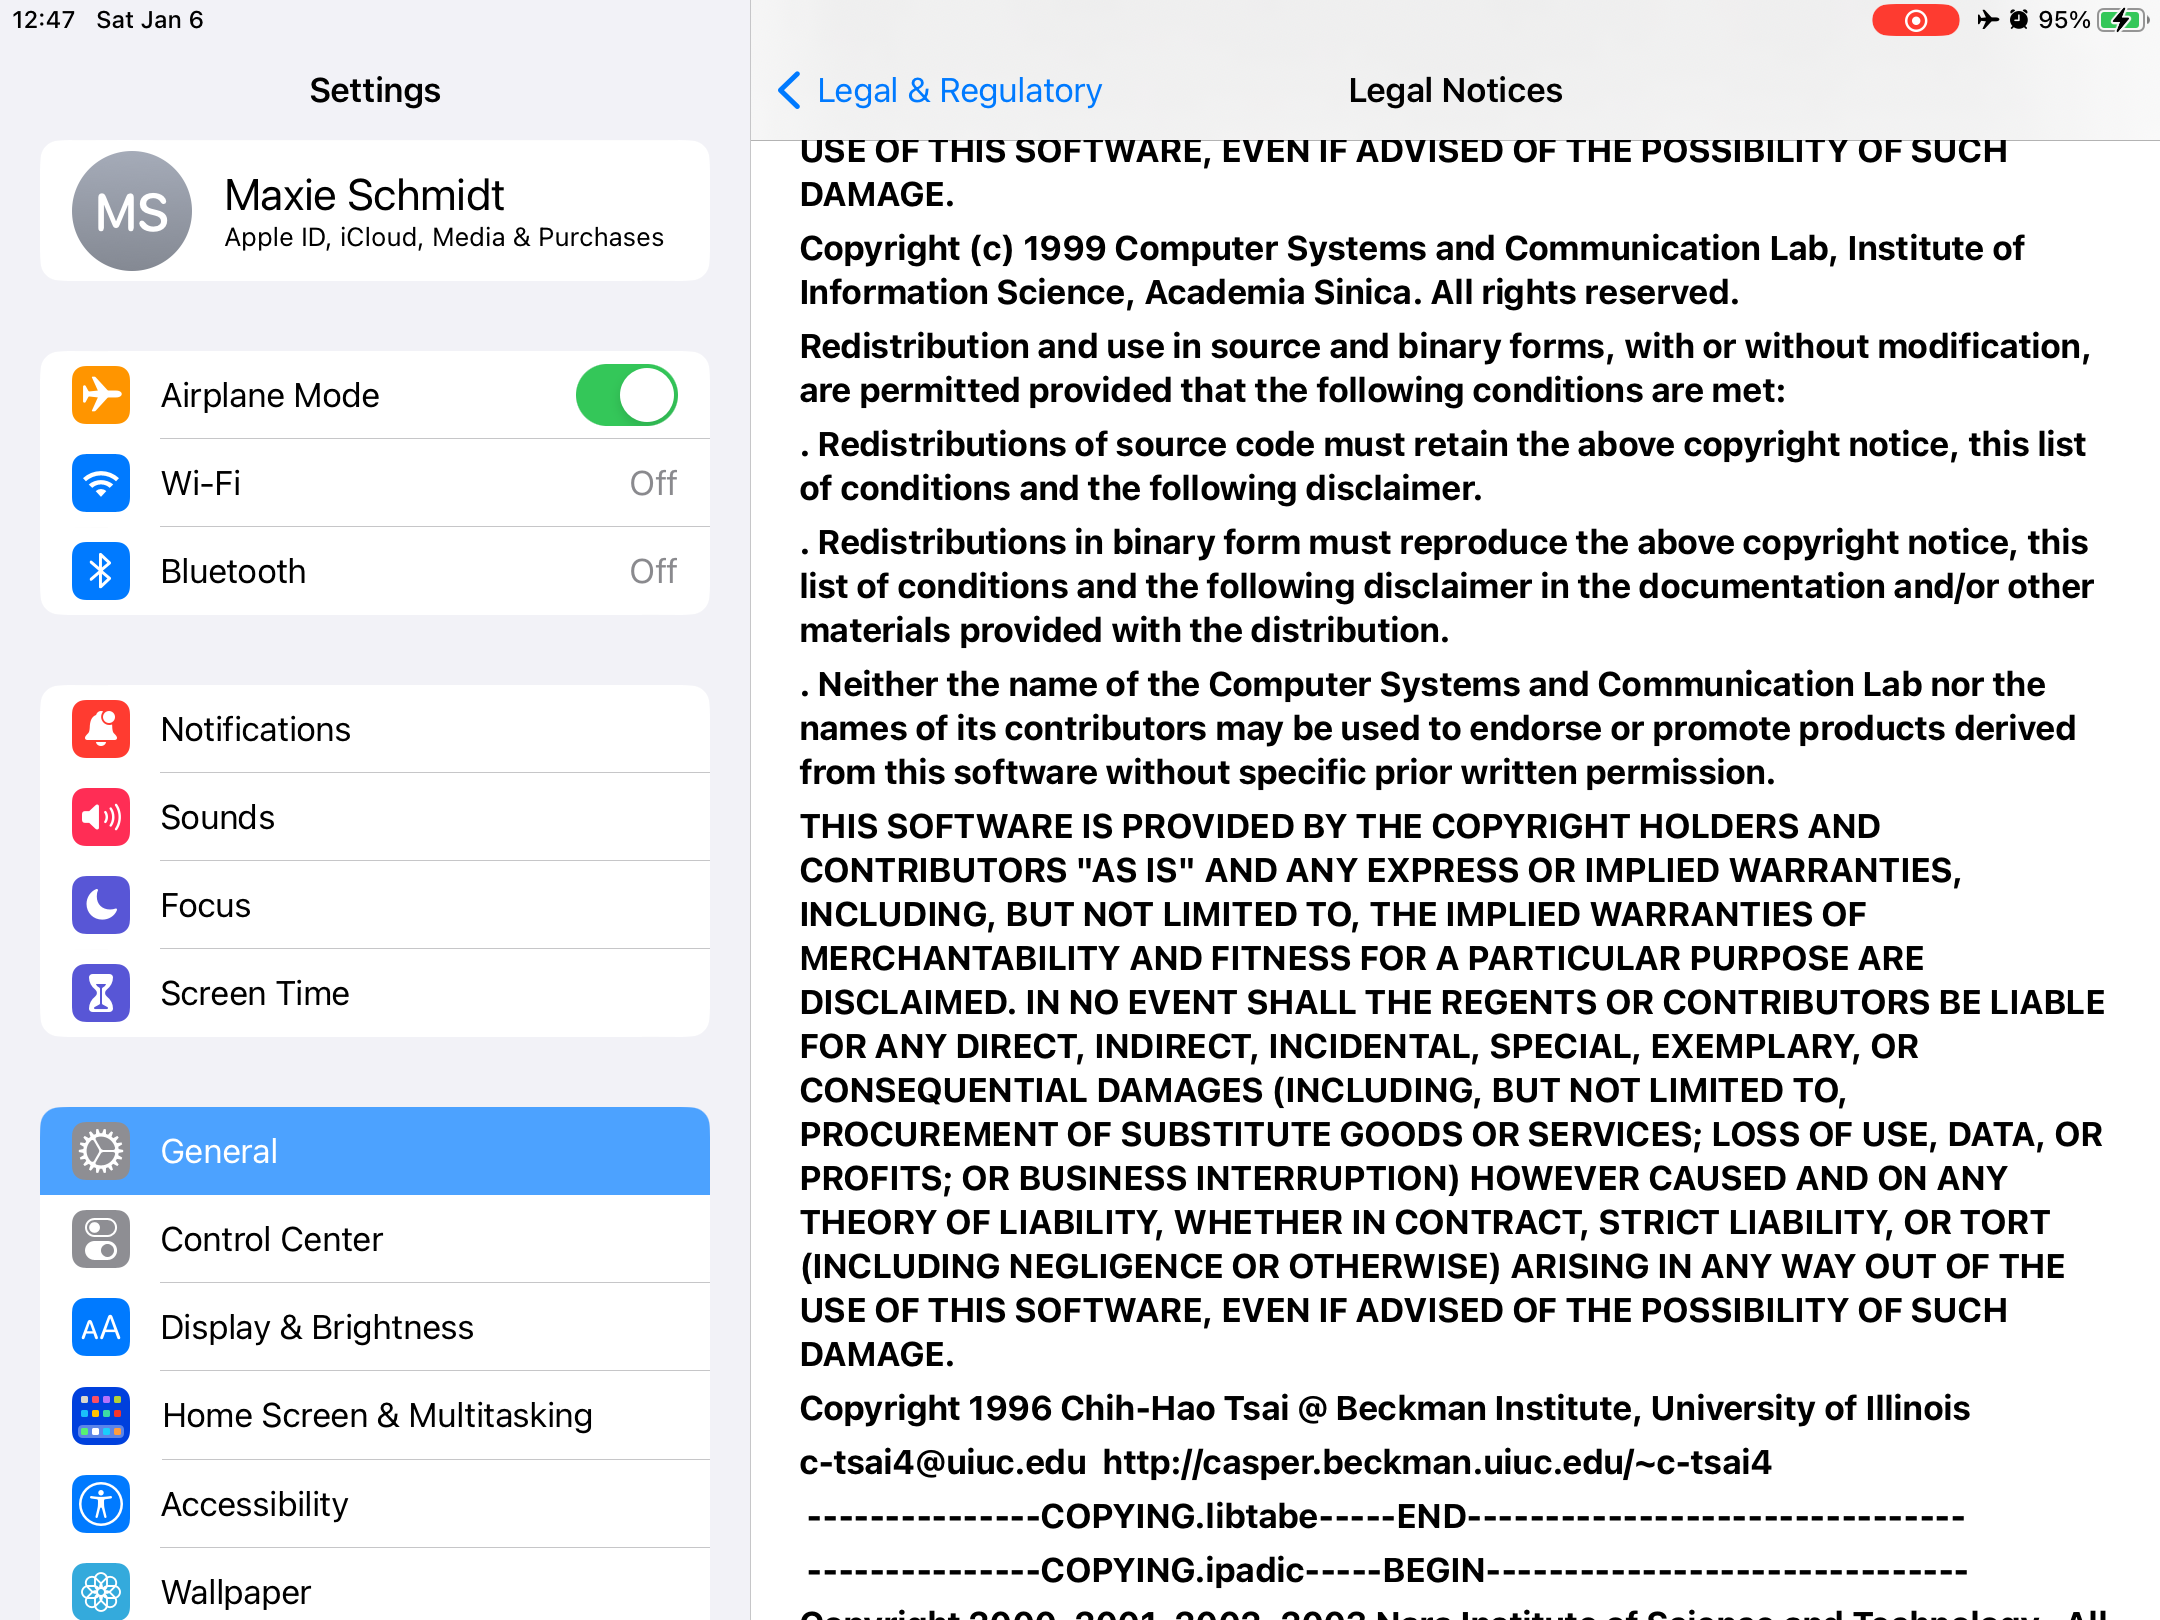 12:47 Sat Jan 6
95%
Settings
MS
Maxie Schmidt
Apple ID, iCloud, Media & Purchases
Airplane Mode
Wi-Fi Off
Bluetooth Off
Notifications
Sounds
Focus
Screen Time
General
Control Center
AA Display & Brightness
Home Screen & Multitasking
Accessibility
Wallpaper
Legal & Regulatory
Legal Notices
USE OF THIS SOFTWARE, EVEN IF ADVISED OF THE POSSIBILITY OF SUCH
DAMAGE.
Copyright (c) 1999 Computer Systems and Communication Lab, Institute of
Information Science, Academia Sinica. All rights reserved.
Redistribution and use in source and binary forms, with or without modification,
are permitted provided that the following conditions are met:
. Redistributions of source code must retain the above copyright notice, this list
of conditions and the following disclaimer.
. Redistributions in binary form must reproduce the above copyright notice, this
list of conditions and the following disclaimer in the documentation and/or other
materials provided with the distribution.
. Neither the name of the Computer Systems and Communication Lab nor the
names of its contributors may be used to endorse or promote products derived
from this software without specific prior written permission.
THIS SOFTWARE IS PROVIDED BY THE COPYRIGHT HOLDERS AND
CONTRIBUTORS "AS IS" AND ANY EXPRESS OR IMPLIED WARRANTIES,
INCLUDING, BUT NOT LIMITED TO, THE IMPLIED WARRANTIES OF
MERCHANTABILITY AND FITNESS FOR A PARTICULAR PURPOSE ARE
DISCLAIMED. IN NO EVENT SHALL THE REGENTS OR CONTRIBUTORS BE LIABLE
FOR ANY DIRECT, INDIRECT, INCIDENTAL, SPECIAL, EXEMPLARY, OR
CONSEQUENTIAL DAMAGES (INCLUDING, BUT NOT LIMITED TO,
PROCUREMENT OF SUBSTITUTE GOODS OR SERVICES; LOSS OF USE, DATA, OR
PROFITS; OR BUSINESS INTERRUPTION) HOWEVER CAUSED AND ON ANY
THEORY OF LIABILITY, WHETHER IN CONTRACT, STRICT LIABILITY, OR TORT
(INCLUDING NEGLIGENCE OR OTHERWISE) ARISING IN ANY WAY OUT OF THE
USE OF THIS SOFTWARE, EVEN IF ADVISED OF THE POSSIBILITY OF SUCH
DAMAGE.
Copyright 1996 Chih-Hao Tsai @ Beckman Institute, University of Illinois
c-tsai4@uiuc.edu http://casper.beckman.uiuc.edu/~c-tsai4
---------------COPYING.libtabe-----END--------------------------------
---------------COPYING.ipadic-----BEGIN-------------------------------
Copyright 2000, 2001, 2002, 2003 Nara Institute of Science and Technology. All